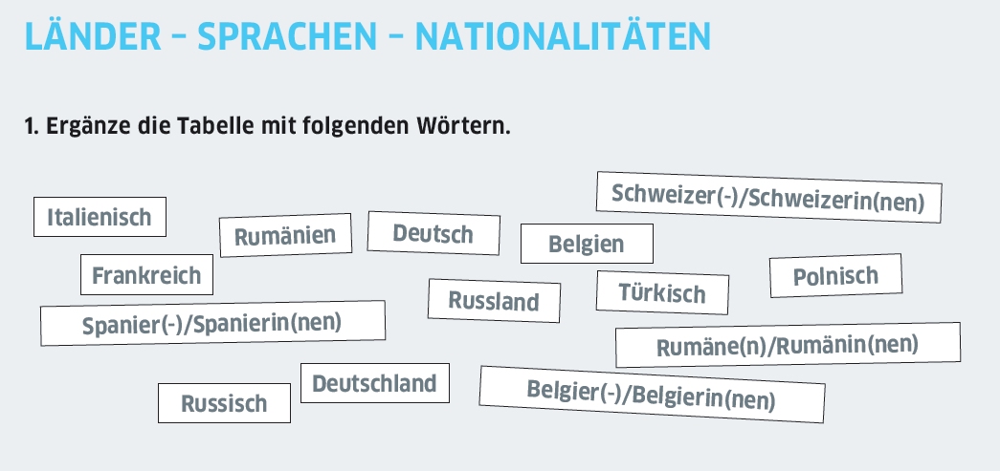 LÄNDER – SPRACHEN – NATIONALITÄTEN
1. Ergänze die Tabelle mit folgenden Wörtern.
Schweizer(-)/Schweizerin(nen)
Italienisch
Rumänien
Deutsch
Belgien
Frankreich
Russland
Türkisch
Polnisch
Spanier(-)/Spanierin(nen)
Rumäne(n)/Rumänin(nen)
Russisch
Deutschland
Belgier(-)/Belgierin(nen)